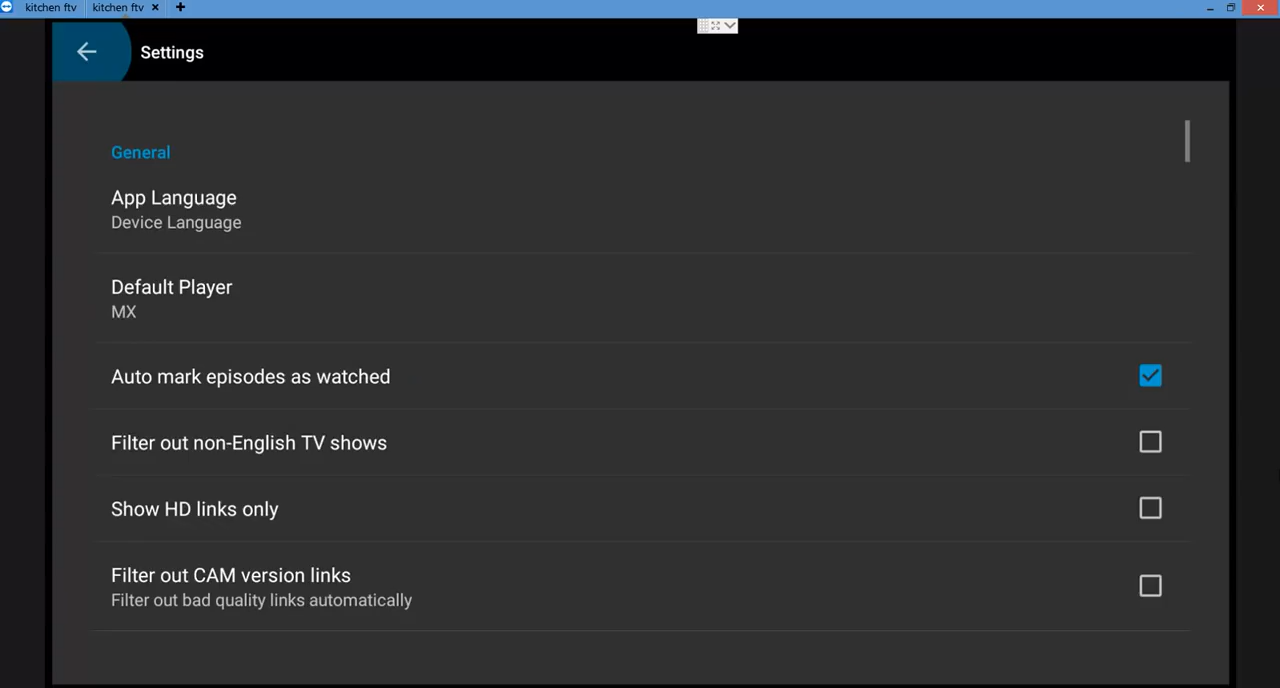 kitchen ftv
kitchen ftv
Settings
General
App Language
Device Language
Default Player
MX
Auto mark episodes as watched
Filter out non-English TV shows
Show HD links only
Filter out CAM version links
Filter out bad quality links automatically